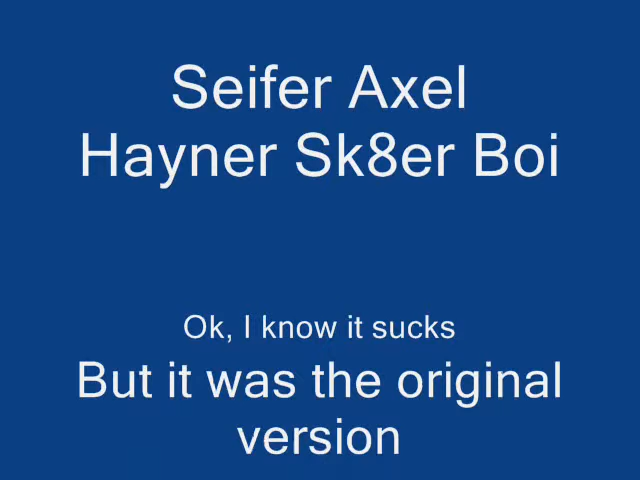 Seifer Axel
Hayner Sk8er Boi
Ok, I know it sucks
But it was the original
version